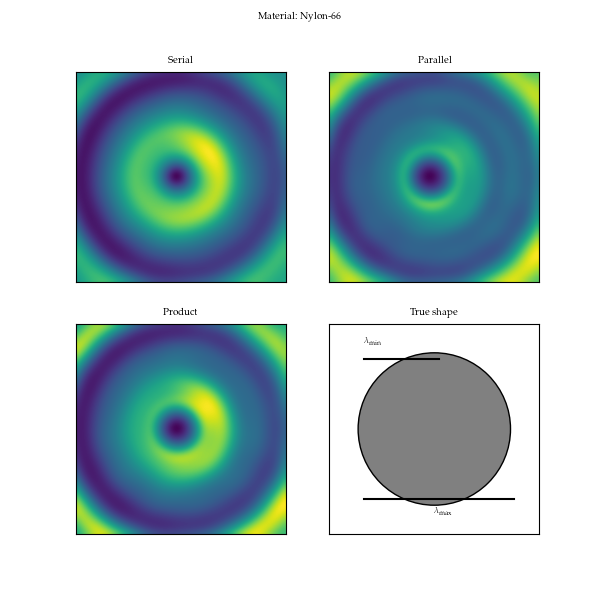 Material: Nylon-66
Serial
Parallel
Product
True shape
λmin
λmax